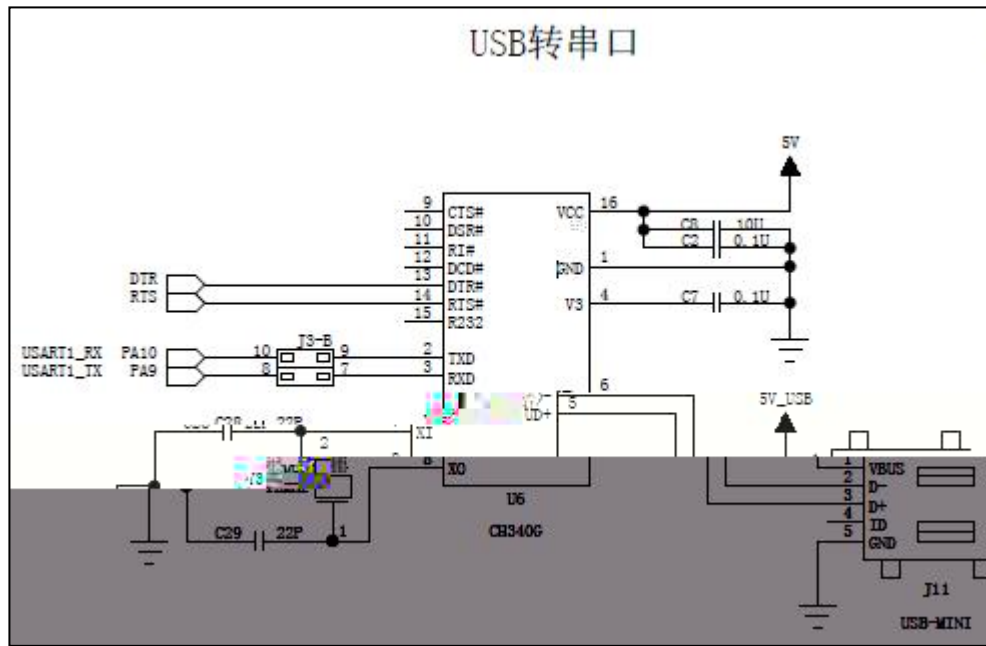 USB转串口
5V
9 CTS#
10 DSR#
11 RI#
12 DCD#
13 DTR#
14 RTS#
15 R232
2 TXD
3 RXD
XI
8 XO
VCC 16
GND 1
V3 4
6
UD+ 5
C8 10U
C2 0.1U
C7 0.1U
DTR
RTS
J3-B
USART1_RX PA10 10 9
USART1_TX PA9 8 7
5V_USB
22P
2
C29 22P 1
U6
CH340G
1 VBUS
2 D-
3 D+
4 ID
5 GND
J11
USB-MINI